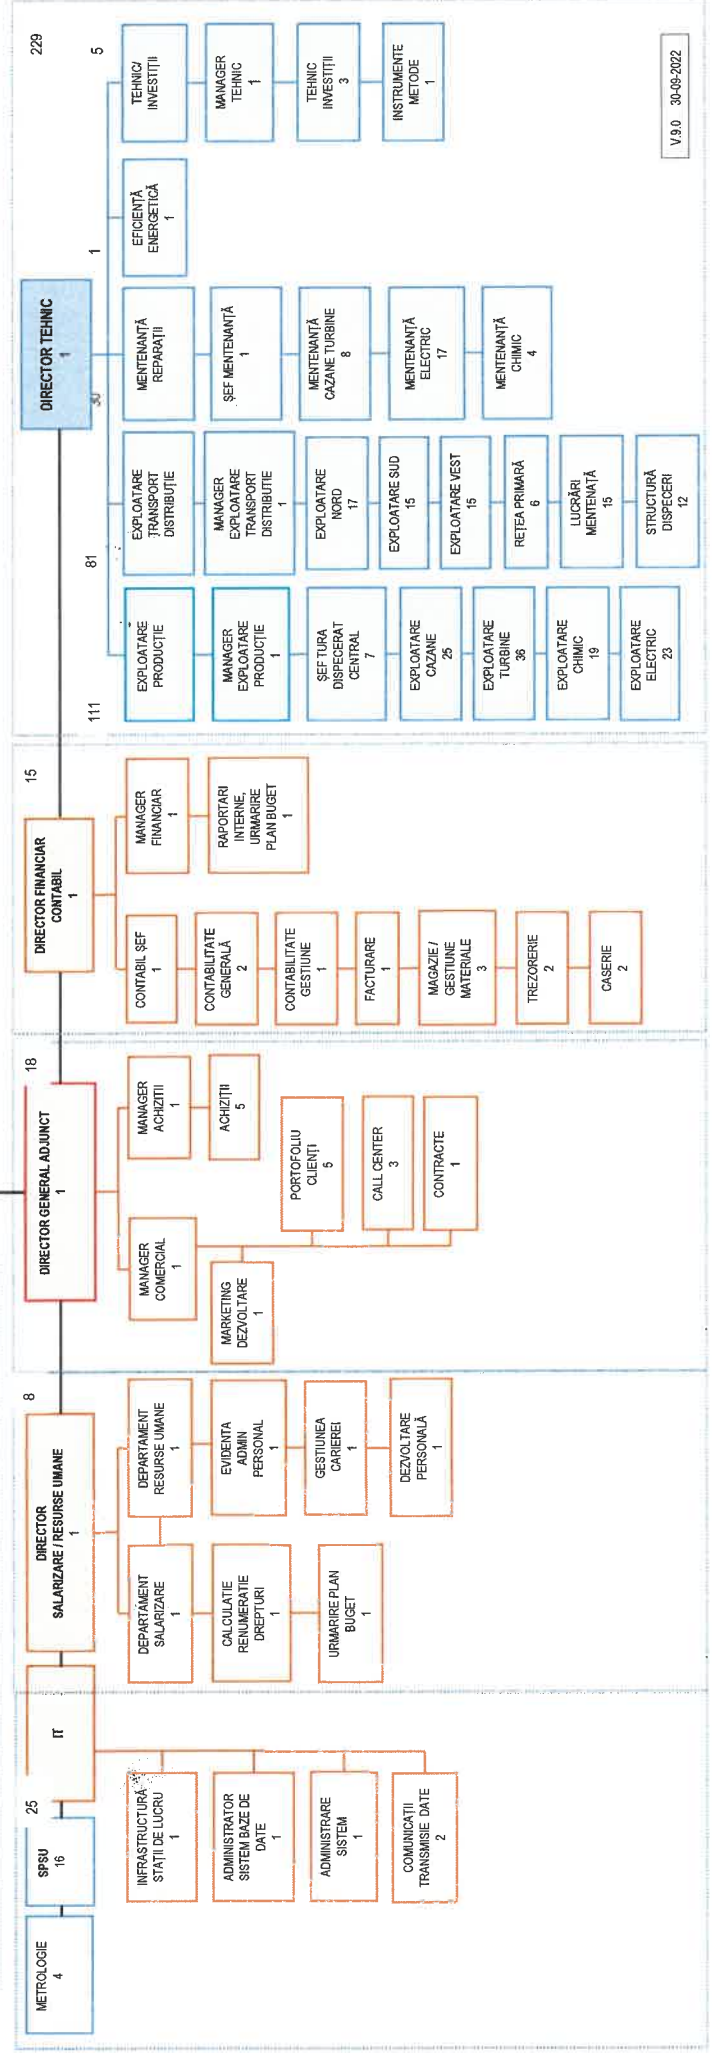 METROLOGIE
4
SPSU
16
25
IT
INFRASTRUCTURĂ
STAȚII DE LUCRU
1
ADMINISTRATOR
SISTEM BAZE DE
DATE
1
ADMINISTRARE
SISTEM
1
COMUNICAȚII
TRANSMISIE DATE
2
8
DIRECTOR
SALARIZARE / RESURSE UMANE
1
DEPARTAMENT
SALARIZARE
1
CALCULATIE
RENUMERATIE
DREPTURI
1
URMARIRE PLAN
BUGET
1
DEPARTAMENT
RESURSE UMANE
1
EVIDENTA
ADMIN
PERSONAL
1
GESTIUNEA
CARIEREI
1
DEZVOLTARE
PERSONALĂ
1
18
DIRECTOR GENERAL ADJUNCT
1
MANAGER
COMERCIAL
1
MARKETING
DEZVOLTARE
1
PORTOFOLIU
CLIENȚI
5
CALL CENTER
3
CONTRACTE
1
MANAGER
ACHIZITII
1
ACHIZIȚII
5
15
DIRECTOR FINANCIAR
CONTABIL
1
CONTABIL ȘEF
1
CONTABILITATE
GENERALĂ
2
CONTABILITATE
GESTIUNE
1
FACTURARE
1
MAGAZIE /
GESTIUNE
MATERIALE
3
TREZORERIE
2
CASERIE
2
MANAGER
FINANCIAR
1
RAPORTARI
INTERNE,
URMARIRE
PLAN BUGET
1
229
DIRECTOR TEHNIC
1
111
EXPLOATARE
PRODUCȚIE
MANAGER
EXPLOATARE
PRODUCȚIE
1
ȘEF TURA
DISPECERAT
CENTRAL
7
EXPLOATARE
CAZANE
25
EXPLOATARE
TURBINE
36
EXPLOATARE
CHIMIC
19
EXPLOATARE
ELECTRIC
23
81
EXPLOATARE
TRANSPORT
DISTRIBUȚIE
MANAGER
EXPLOATARE
TRANSPORT
DISTRIBUTIE
1
EXPLOATARE
NORD
17
EXPLOATARE SUD
15
EXPLOATARE VEST
15
REȚEA PRIMARĂ
6
LUCRĂRI
MENTENAȚĂ
15
STRUCTURĂ
DISPECERI
12
MENTENANȚĂ
REPARAȚII
ȘEF MENTENANȚĂ
1
MENTENANȚĂ
CAZANE TURBINE
8
MENTENANȚĂ
ELECTRIC
17
MENTENANȚĂ
CHIMIC
4
1
EFICIENȚĂ
ENERGETICĂ
1
5
TEHNIC/
INVESTIȚII
MANAGER
TEHNIC
1
TEHNIC
INVESTIȚII
3
INSTRUMENTE
METODE
1
V.9.0 30-09-2022